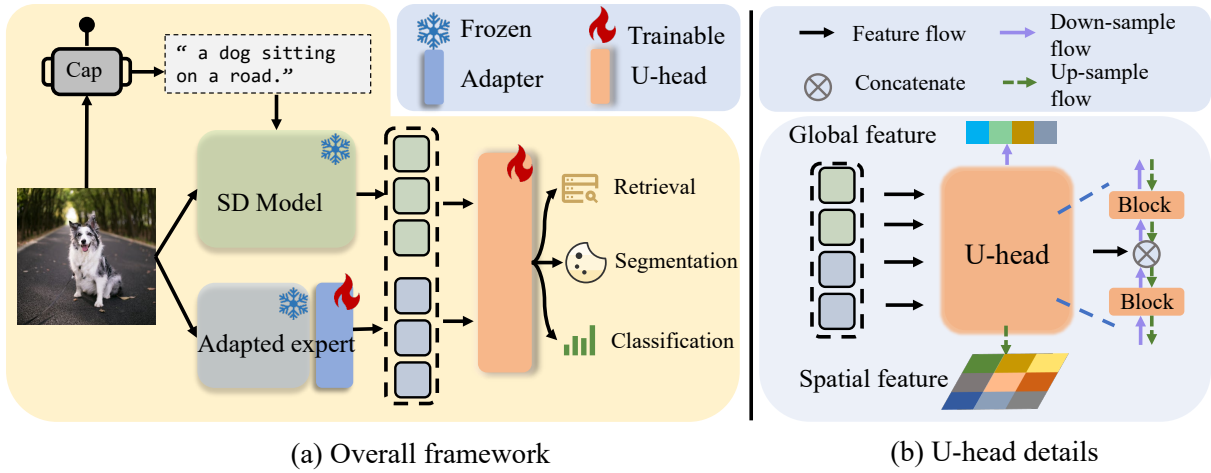 Cap
“ a dog sitting
on a road.”
Frozen
Trainable
Adapter
U-head
SD Model
Adapted expert
Retrieval
Segmentation
Classification
(a) Overall framework
Feature flow
Down-sample
flow
Concatenate
Up-sample
flow
Global feature
U-head
Block
Block
Spatial feature
(b) U-head details